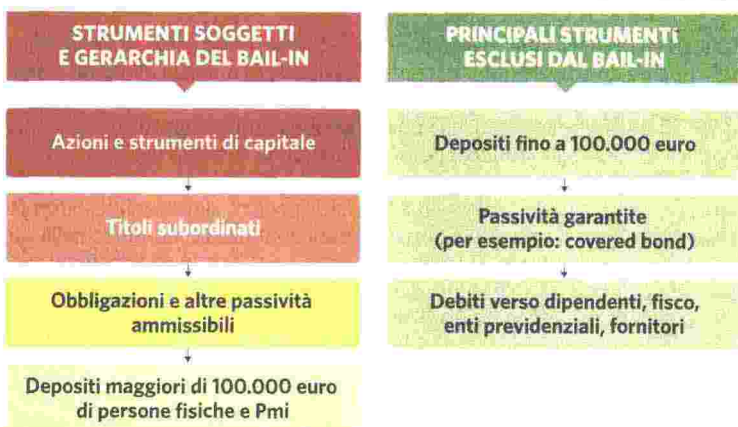 STRUMENTI SOGGETTI
E GERARCHIA DEL BAIL-IN
Azioni e strumenti di capitale
Titoli subordinati
Obbligazioni e altre passività
ammissibili
Depositi maggiori di 100.000 euro
di persone fisiche e Pmi
PRINCIPALI STRUMENTI
ESCLUSI DAL BAIL-IN
Depositi fino a 100.000 euro
Passività garantite
(per esempio: covered bond)
Debiti verso dipendenti, fisco,
enti previdenziali, fornitori